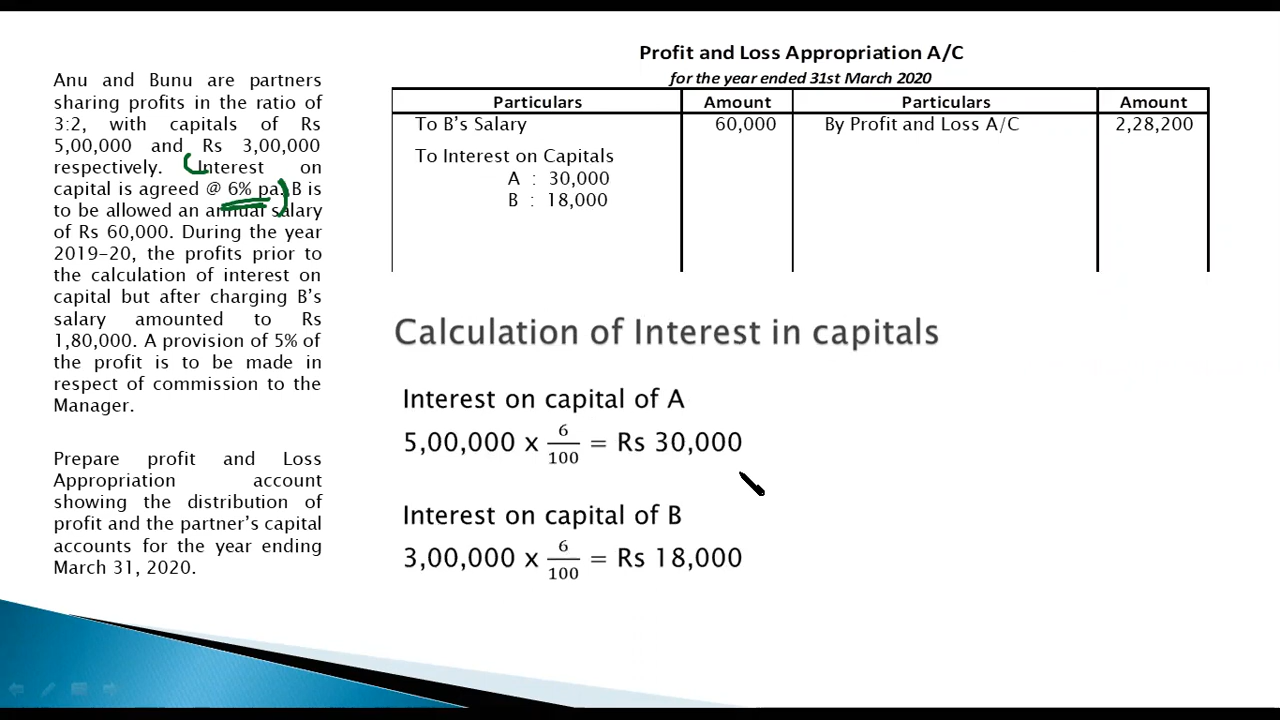 Anu and Bunu are partners
sharing profits in the ratio of
3:2, with capitals of Rs
5,00,000 and Rs 3,00,000
respectively. Interest on
capital is agreed @ 6% pa. B is
to be allowed an annual salary
of Rs 60,000. During the year
2019-20, the profits prior to
the calculation of interest on
capital but after charging B's
salary amounted to Rs
1,80,000. A provision of 5% of
the profit is to be made in
respect of commission to the
Manager.
Prepare profit and Loss
Appropriation account
showing the distribution of
profit and the partner's capital
accounts for the year ending
March 31, 2020.
Profit and Loss Appropriation A/C
for the year ended 31st March 2020
Particulars Amount Particulars Amount
To B's Salary 60,000 By Profit and Loss A/C 2,28,200
To Interest on Capitals
A : 30,000
B : 18,000
Calculation of Interest in capitals
Interest on capital of A
5,00,000 x 6/100 = Rs 30,000
Interest on capital of B
3,00,000 x 6/100 = Rs 18,000